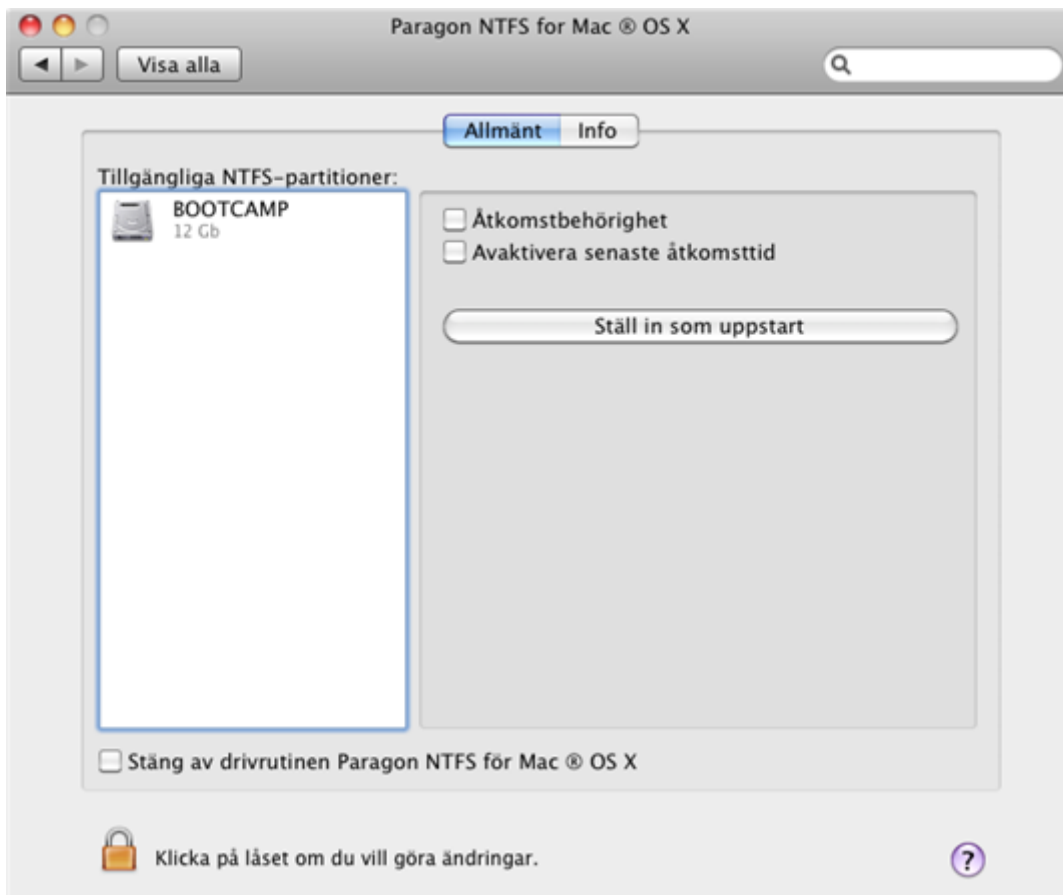 Paragon NTFS for Mac ® OS X
Visa alla
Allmänt Info
Tillgängliga NTFS-partitioner:
BOOTCAMP
12 Gb
Åtkomstbehörighet
Avaktivera senaste åtkomsttid
Ställ in som uppstart
Stäng av drivrutinen Paragon NTFS för Mac ® OS X
Klicka på låset om du vill göra ändringar.
?